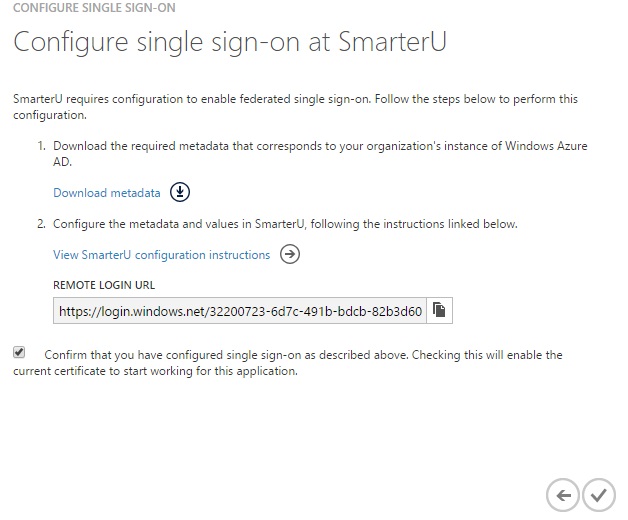 CONFIGURE SINGLE SIGN-ON
Configure single sign-on at SmarterU
SmarterU requires configuration to enable federated single sign-on. Follow the steps below to perform this
configuration.
1. Download the required metadata that corresponds to your organization's instance of Windows Azure
AD.
Download metadata
2. Configure the metadata and values in SmarterU, following the instructions linked below.
View SmarterU configuration instructions
REMOTE LOGIN URL
https://login.windows.net/32200723-6d7c-491b-bdcb-82b3d60
Confirm that you have configured single sign-on as described above. Checking this will enable the
current certificate to start working for this application.